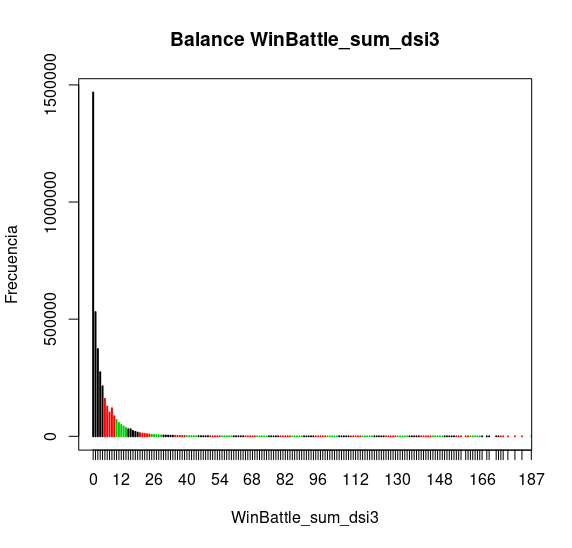 Balance WinBattle_sum_dsi3
Frecuencia
1500000
1000000
500000
0
0 12 26 40 54 68 82 96 112 130 148 166 187
WinBattle_sum_dsi3